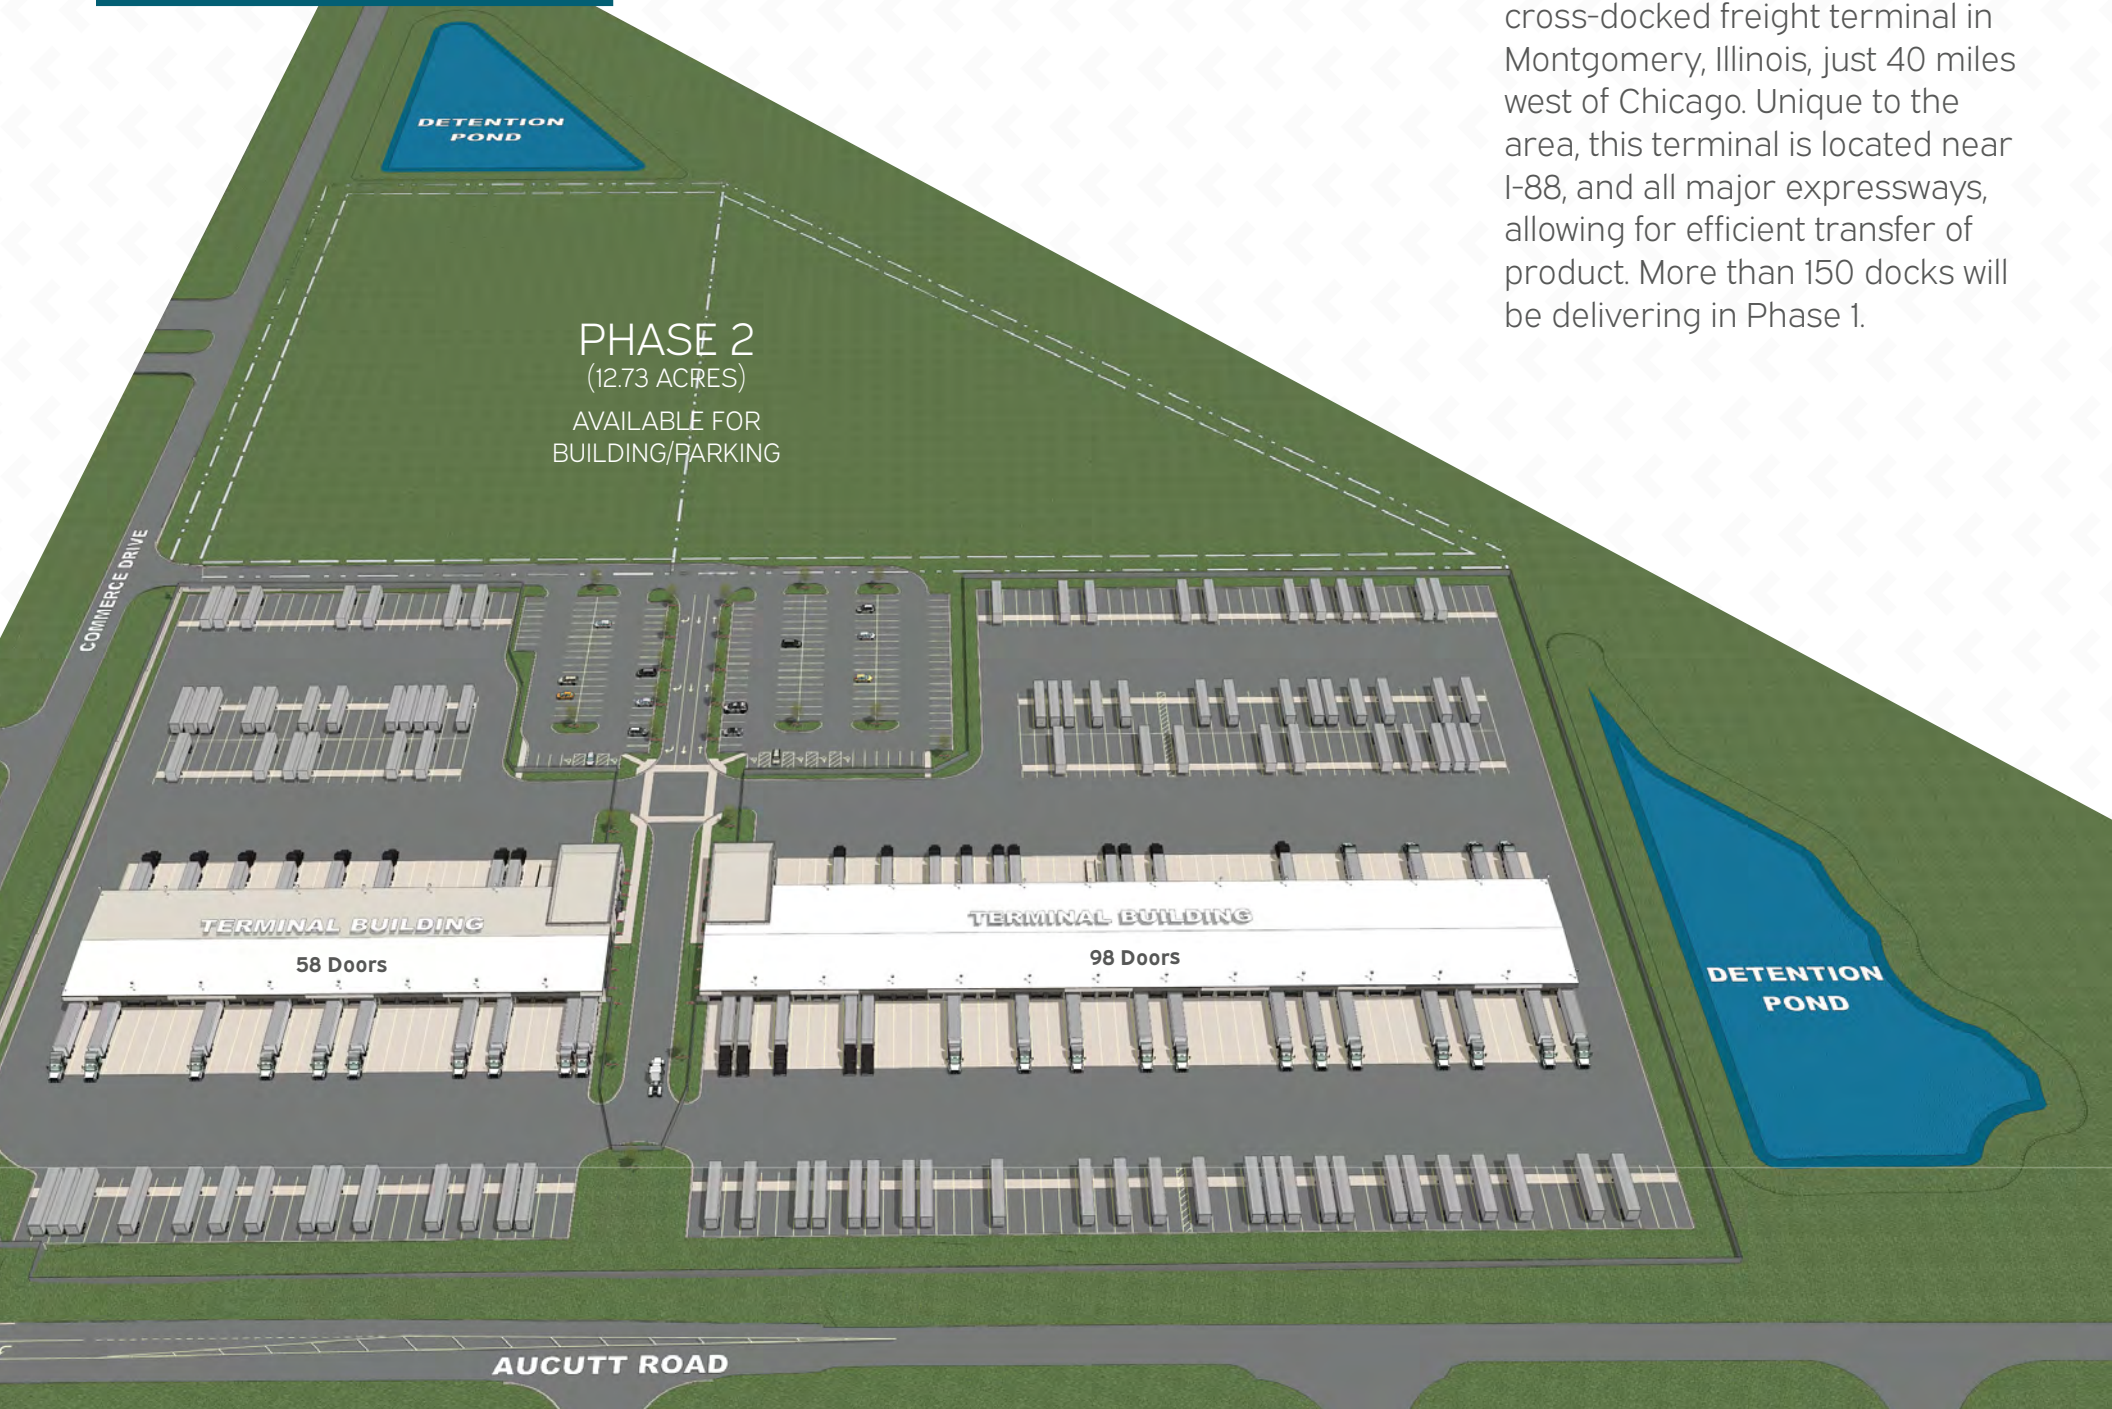 cross-docked freight terminal in
Montgomery, Illinois, just 40 miles
west of Chicago. Unique to the
area, this terminal is located near
I-88, and all major expressways,
allowing for efficient transfer of
product. More than 150 docks will
be delivering in Phase 1.
DETENTION
POND
PHASE 2
(12.73 ACRES)
AVAILABLE FOR
BUILDING/PARKING
COMMERCE DRIVE
TERMINAL BUILDING
58 Doors
TERMINAL BUILDING
98 Doors
DETENTION
POND
AUCUTT ROAD